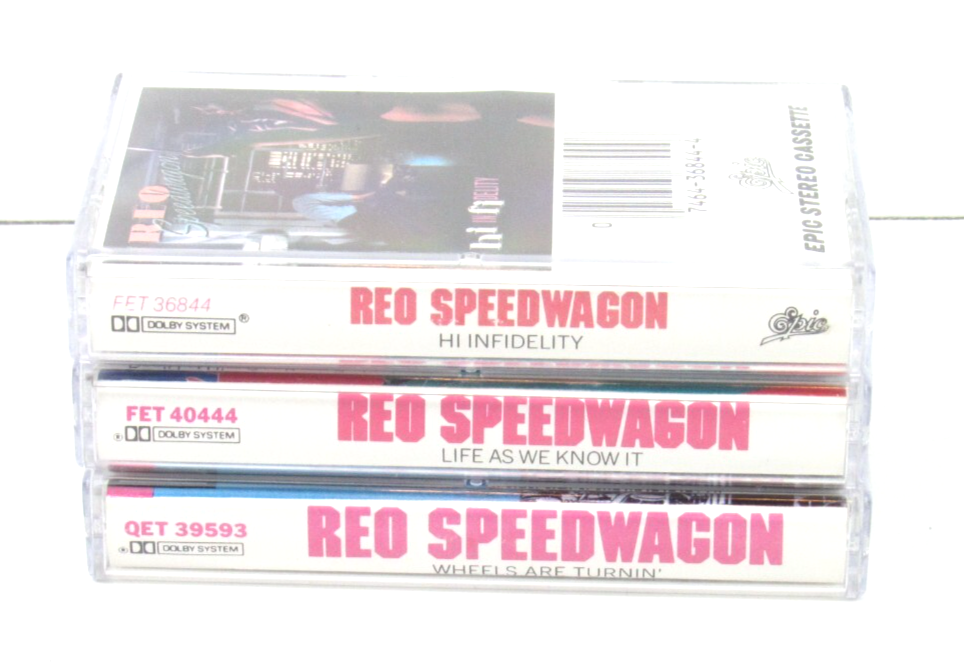 REO
Speedwagon
hi INFIDELITY
0
7464-36844-4
Epic
EPIC STEREO CASSETTE
FET 36844
DOLBY SYSTEM ®
REO SPEEDWAGON
HI INFIDELITY
Epic
FET 40444
® DOLBY SYSTEM
REO SPEEDWAGON
LIFE AS WE KNOW IT
QET 39593
® DOLBY SYSTEM
REO SPEEDWAGON
WHEELS ARE TURNIN'